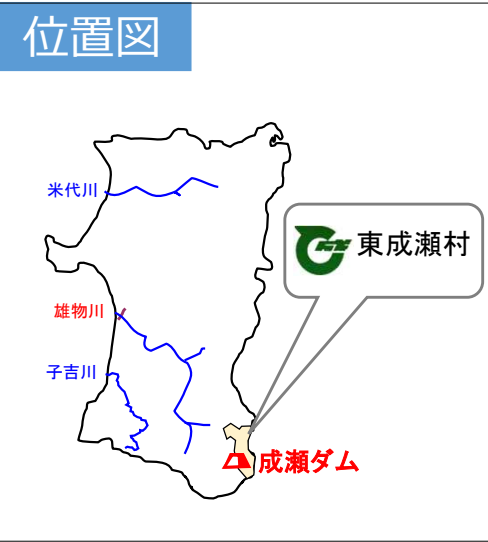 位置図
米代川
東成瀬村
雄物川
子吉川
成瀬ダム